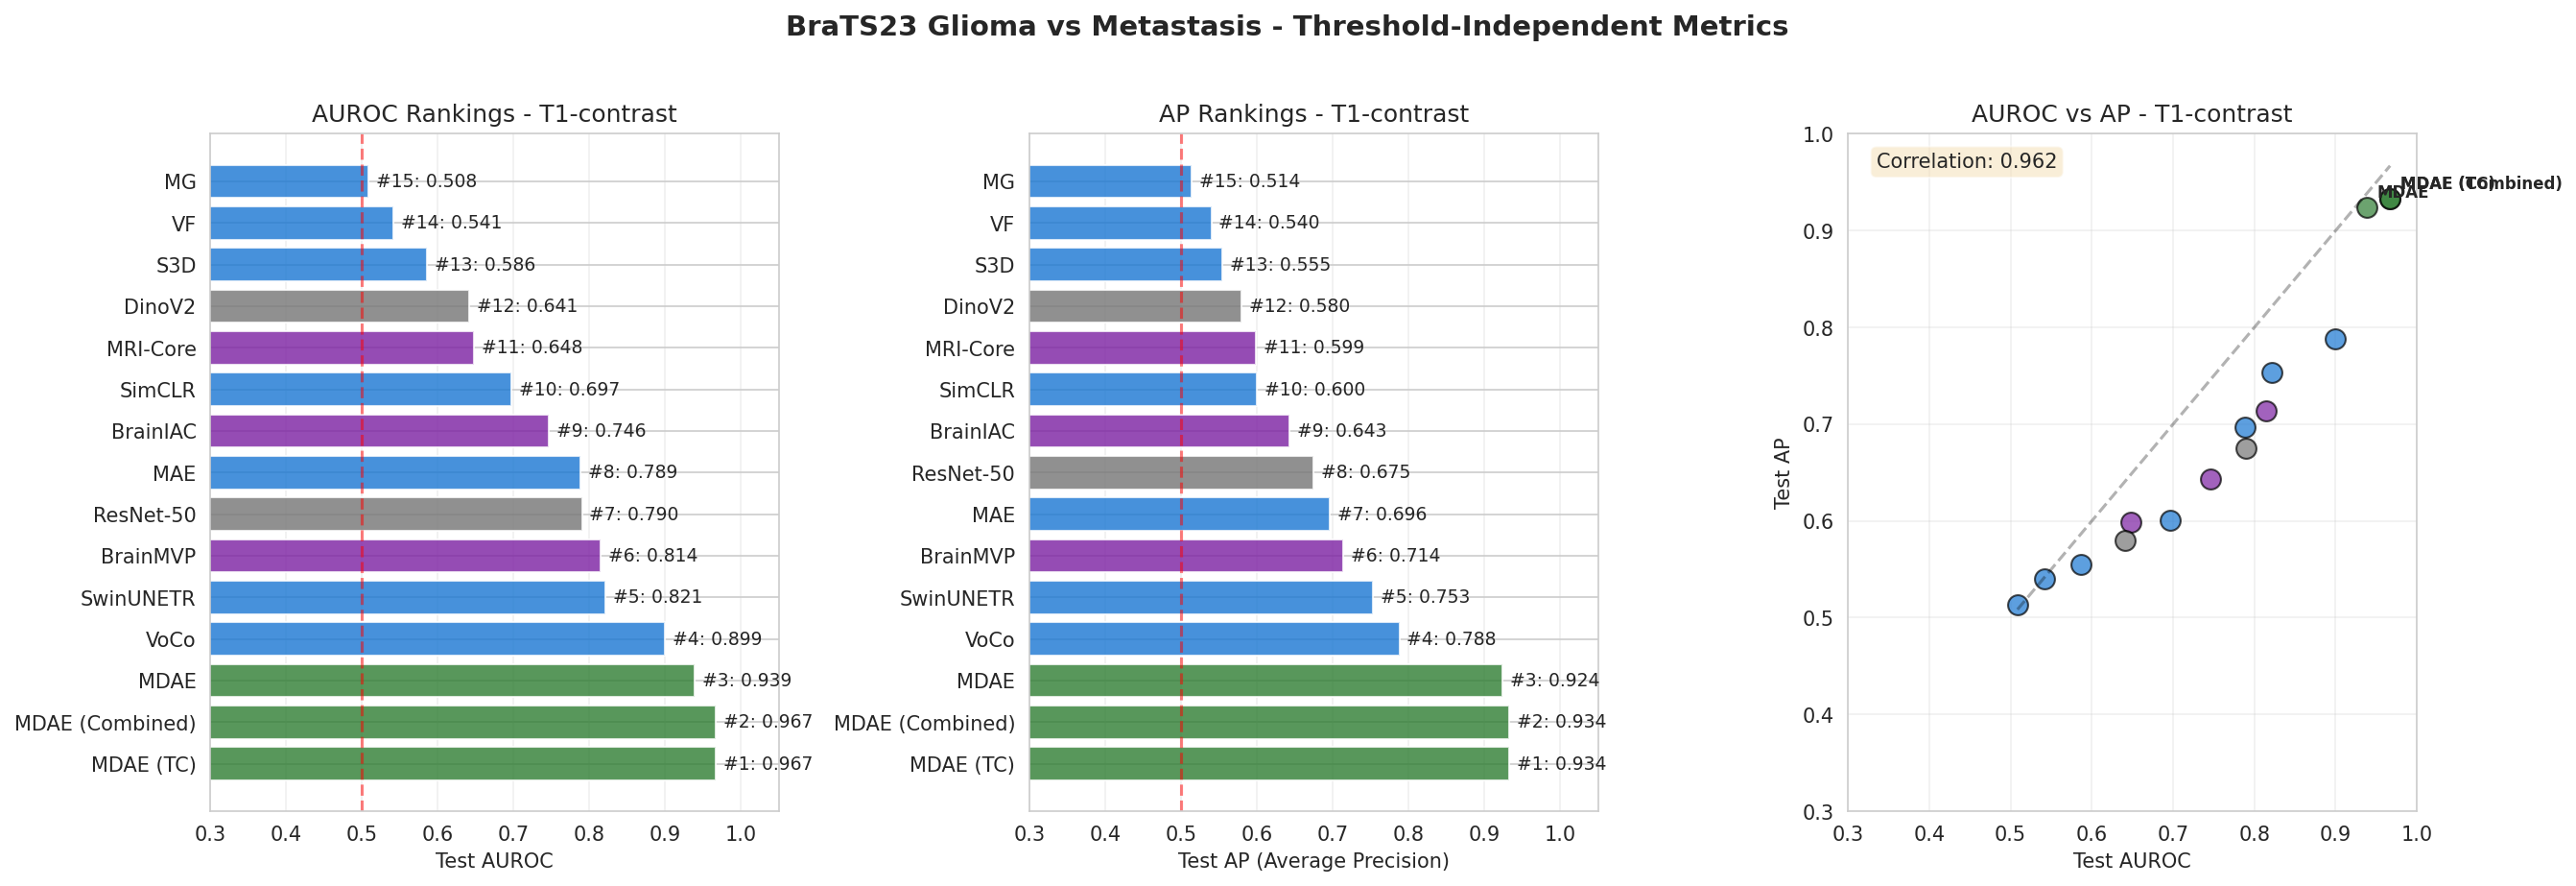 BraTS23 Glioma vs Metastasis - Threshold-Independent Metrics
AUROC Rankings - T1-contrast
MG
#15: 0.508
VF
#14: 0.541
S3D
#13: 0.586
DinoV2
#12: 0.641
MRI-Core
#11: 0.648
SimCLR
#10: 0.697
BrainIAC
#9: 0.746
MAE
#8: 0.789
ResNet-50
#7: 0.790
BrainMVP
#6: 0.814
SwinUNETR
#5: 0.821
VoCo
#4: 0.899
MDAE
#3: 0.939
MDAE (Combined)
#2: 0.967
MDAE (TC)
#1: 0.967
0.3 0.4 0.5 0.6 0.7 0.8 0.9 1.0
Test AUROC
AP Rankings - T1-contrast
MG
#15: 0.514
VF
#14: 0.540
S3D
#13: 0.555
DinoV2
#12: 0.580
MRI-Core
#11: 0.599
SimCLR
#10: 0.600
BrainIAC
#9: 0.643
ResNet-50
#8: 0.675
MAE
#7: 0.696
BrainMVP
#6: 0.714
SwinUNETR
#5: 0.753
VoCo
#4: 0.788
MDAE
#3: 0.924
MDAE (Combined)
#2: 0.934
MDAE (TC)
#1: 0.934
0.3 0.4 0.5 0.6 0.7 0.8 0.9 1.0
Test AP (Average Precision)
AUROC vs AP - T1-contrast
Correlation: 0.962
MDAE (TC)
MDAE (Combined)
MDAE
1.0
0.9
0.8
0.7
0.6
0.5
0.4
0.3
Test AP
0.3 0.4 0.5 0.6 0.7 0.8 0.9 1.0
Test AUROC